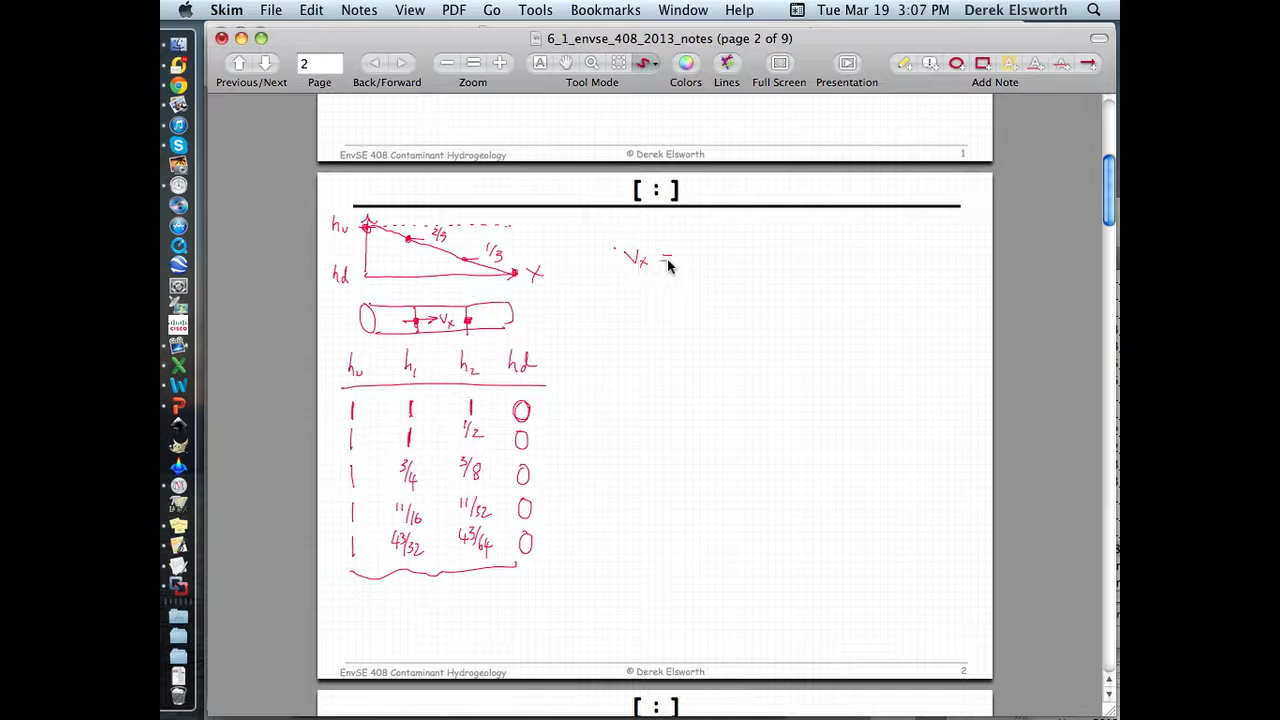 Skim File Edit Notes View PDF Go Tools Bookmarks Window Help Tue Mar 19 3:07 PM Derek Elsworth
6_1_envse_408_2013_notes (page 2 of 9)
2
Previous/Next Page Back/Forward Zoom Tool Mode Colors Lines Full Screen Presentation Add Note
EnvSE 408 Contaminant Hydrogeology © Derek Elsworth 1
[ : ]
hu 2/3
1/3
hd x
Vx =
Vx
hu h1 h2 hd
1 1 1 0
1 1 1/2 0
1 3/4 3/8 0
1 11/16 11/32 0
1 43/32 43/64 0
EnvSE 408 Contaminant Hydrogeology © Derek Elsworth 2
[ : ]